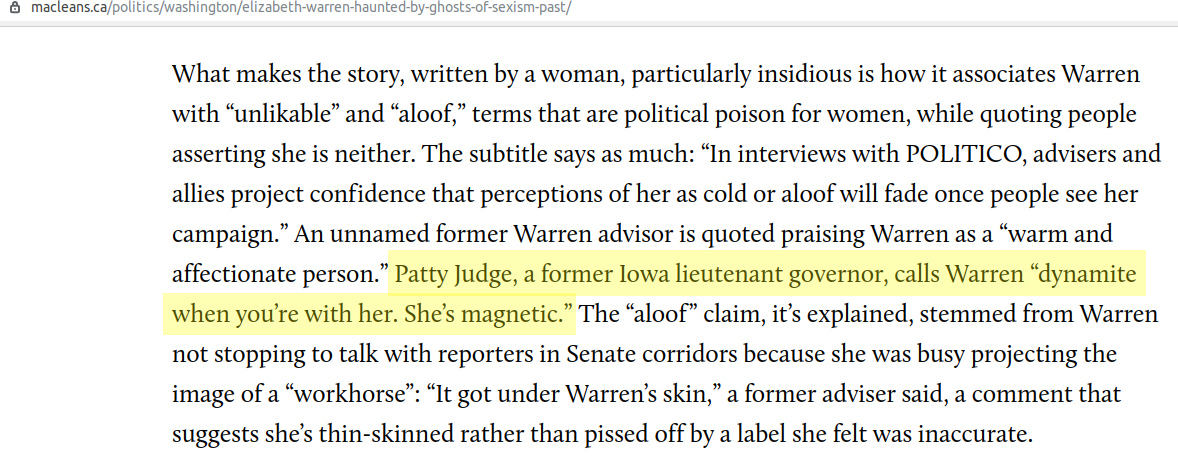 macleans.ca/politics/washington/elizabeth-warren-haunted-by-ghosts-of-sexism-past/
What makes the story, written by a woman, particularly insidious is how it associates Warren
with “unlikable” and “aloof,” terms that are political poison for women, while quoting people
asserting she is neither. The subtitle says as much: “In interviews with POLITICO, advisers and
allies project confidence that perceptions of her as cold or aloof will fade once people see her
campaign.” An unnamed former Warren advisor is quoted praising Warren as a “warm and
affectionate person.” Patty Judge, a former Iowa lieutenant governor, calls Warren “dynamite
when you’re with her. She’s magnetic.” The “aloof” claim, it’s explained, stemmed from Warren
not stopping to talk with reporters in Senate corridors because she was busy projecting the
image of a “workhorse”: “It got under Warren’s skin,” a former adviser said, a comment that
suggests she’s thin-skinned rather than pissed off by a label she felt was inaccurate.